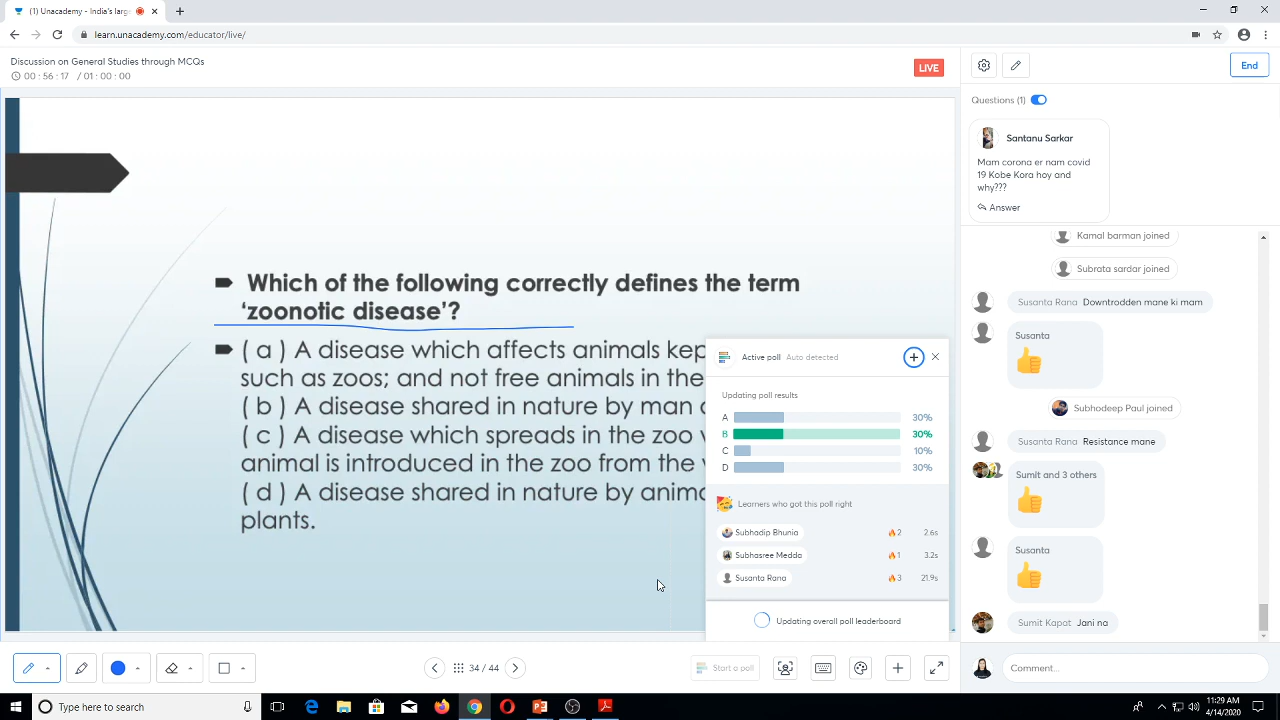 (1) Unacademy - India's larg
learn.unacademy.com/educator/live/
Discussion on General Studies through MCQs
00 : 56 : 17 / 01 : 00 : 00
LIVE
End
Questions (1)
Santanu Sarkar
Mam corona er nam covid
19 Kobe Kora hoy and
why???
Answer
Which of the following correctly defines the term
‘zoonotic disease’?
( a ) A disease which affects animals kep
such as zoos; and not free animals in the
( b ) A disease shared in nature by man
( c ) A disease which spreads in the zoo
animal is introduced in the zoo from the
( d ) A disease shared in nature by anima
plants.
Active poll Auto detected
Updating poll results
A 30%
B 30%
C 10%
D 30%
Learners who got this poll right
Subhadip Bhunia 2 2.6s
Subhasree Medda 1 3.2s
Susanta Rana 3 21.9s
Updating overall poll leaderboard
Kamal barman joined
Subrata sardar joined
Susanta Rana Downtrodden mane ki mam
Susanta
Subhodeep Paul joined
Susanta Rana Resistance mane
Sumit and 3 others
Susanta
Sumit Kapat Jani na
34 / 44
Start a poll
Comment...
Type here to search
11:29 AM
4/14/2020